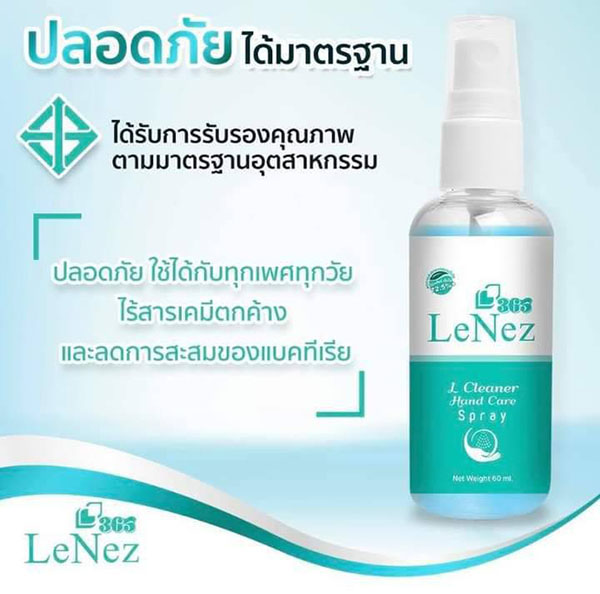 ปลอดภัย ได้มาตรฐาน
ได้รับการรับรองคุณภาพ
ตามมาตรฐานอุตสาหกรรม
ปลอดภัย ใช้ได้กับทุกเพศทุกวัย
ไร้สารเคมีตกค้าง
และลดการสะสมของแบคทีเรีย
365
LeNez
L Cleaner
Hand Care
Spray
Net Weight 60 ml.
365
LeNez